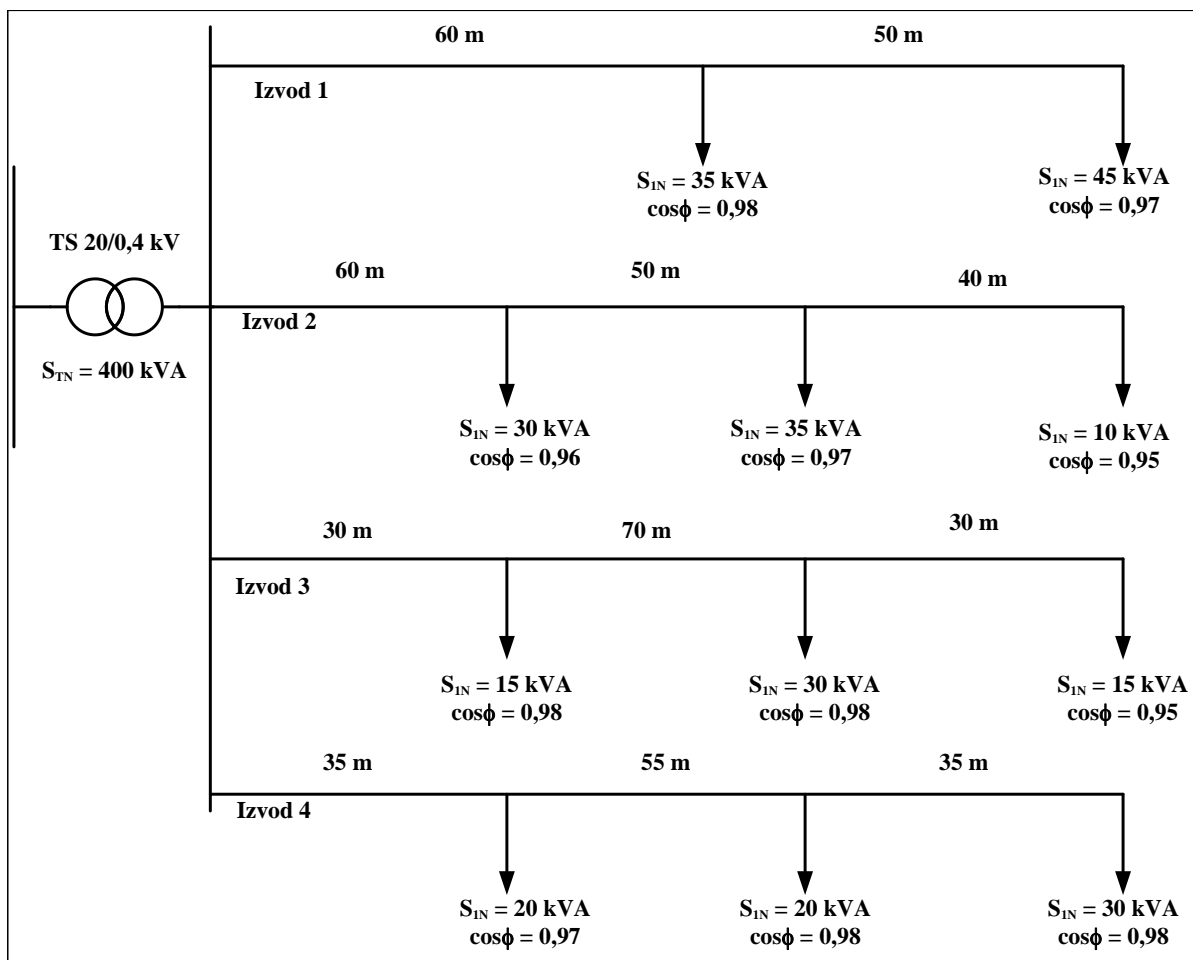 60 m 50 m
Izvod 1
S1N = 35 kVA S1N = 45 kVA
cosϕ = 0,98 cosϕ = 0,97
TS 20/0,4 kV
STN = 400 kVA
60 m 50 m 40 m
Izvod 2
S1N = 30 kVA S1N = 35 kVA S1N = 10 kVA
cosϕ = 0,96 cosϕ = 0,97 cosϕ = 0,95
30 m 70 m 30 m
Izvod 3
S1N = 15 kVA S1N = 30 kVA S1N = 15 kVA
cosϕ = 0,98 cosϕ = 0,98 cosϕ = 0,95
35 m 55 m 35 m
Izvod 4
S1N = 20 kVA S1N = 20 kVA S1N = 30 kVA
cosϕ = 0,97 cosϕ = 0,98 cosϕ = 0,98